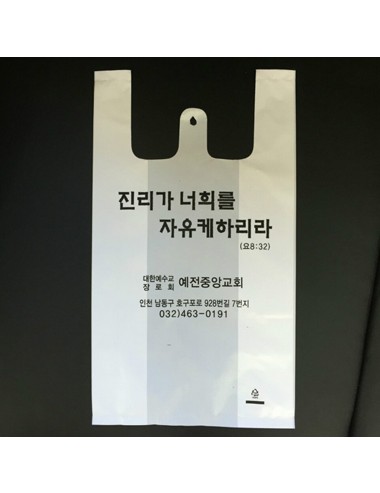 진리가 너희를
자유케하리라
(요8:32)
대한예수교
장로회 예전중앙교회
인천 남동구 호구포로 928번길 7번지
032)463-0191